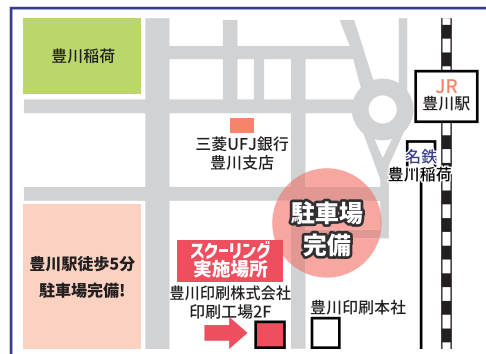 豊川稲荷
JR
豊川駅
三菱UFJ銀行
豊川支店
名鉄
豊川稲荷
駐車場
完備
豊川駅徒歩5分
駐車場完備!
スクーリング
実施場所
豊川印刷株式会社
印刷工場2F
豊川印刷本社